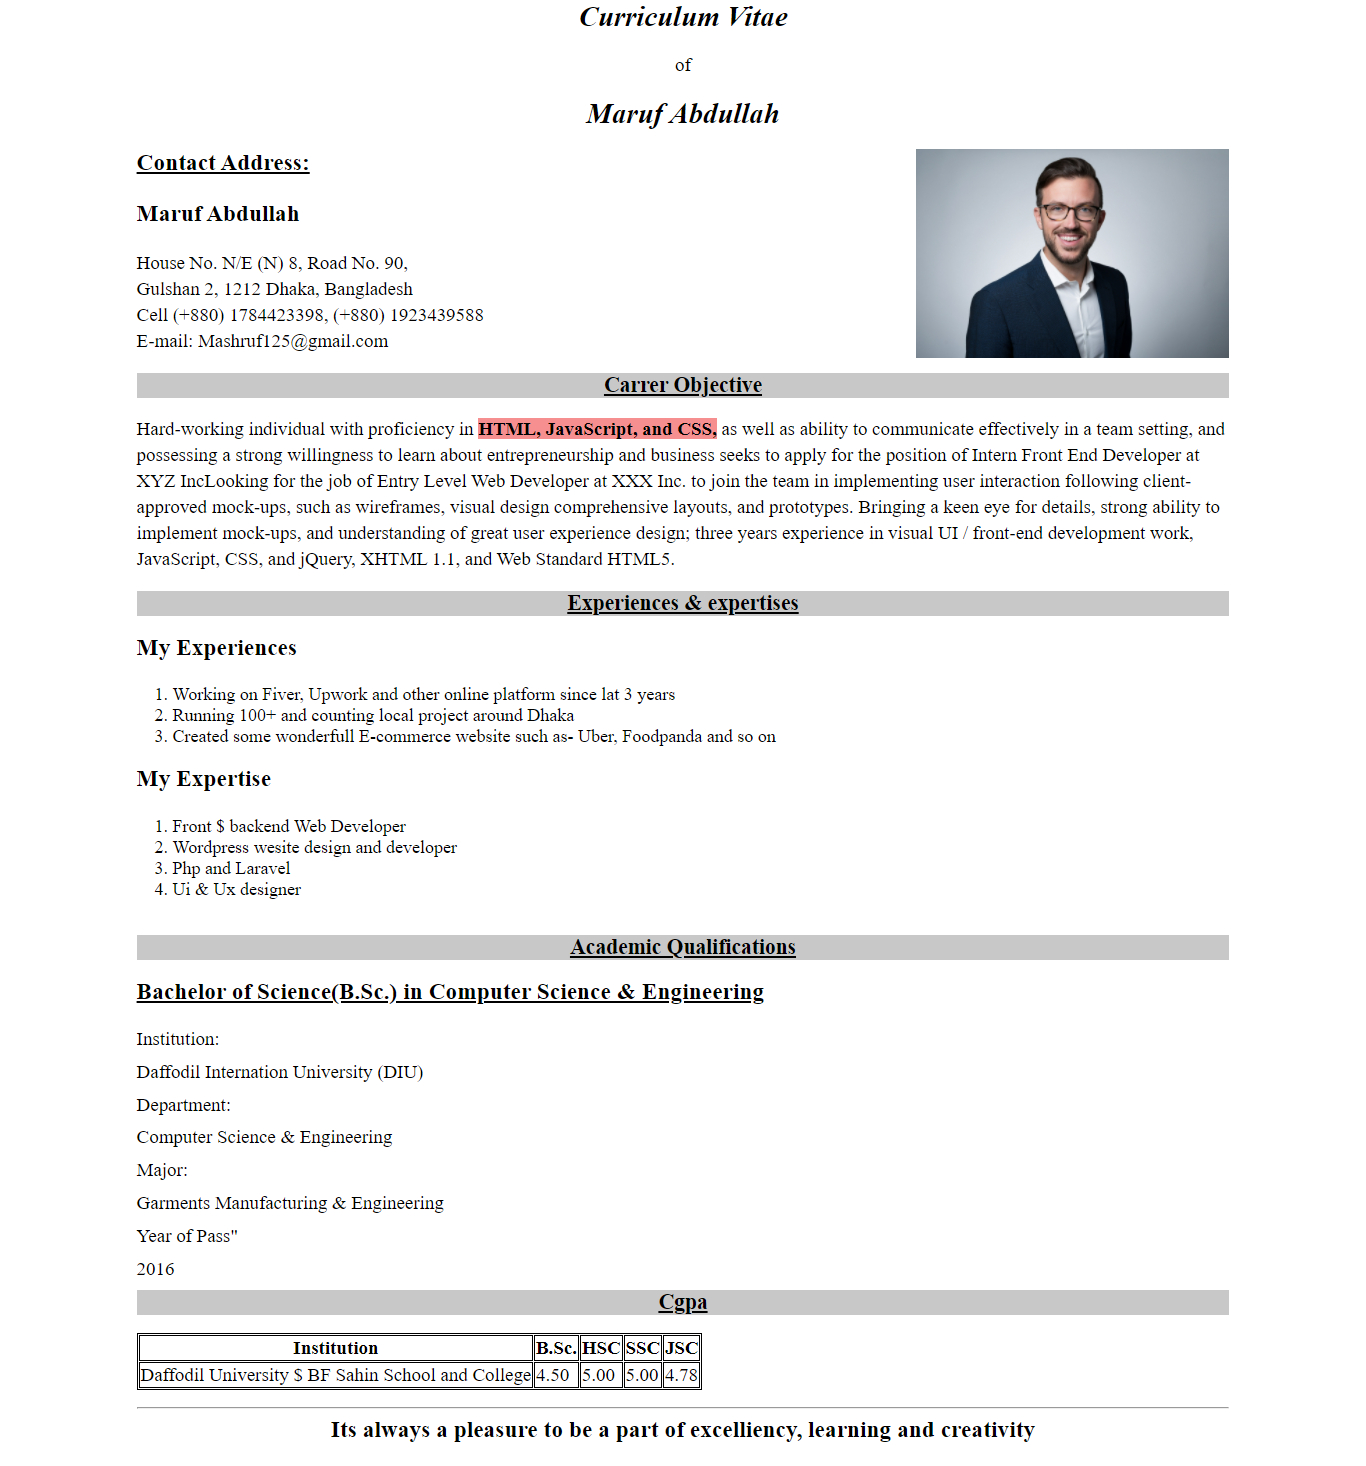 Curriculum Vitae
of
Maruf Abdullah
Contact Address:
Maruf Abdullah
House No. N/E (N) 8, Road No. 90,
Gulshan 2, 1212 Dhaka, Bangladesh
Cell (+880) 1784423398, (+880) 1923439588
E-mail: Mashruf125@gmail.com
Carrer Objective
Hard-working individual with proficiency in HTML, JavaScript, and CSS, as well as ability to communicate effectively in a team setting, and
possessing a strong willingness to learn about entrepreneurship and business seeks to apply for the position of Intern Front End Developer at
XYZ IncLooking for the job of Entry Level Web Developer at XXX Inc. to join the team in implementing user interaction following client-
approved mock-ups, such as wireframes, visual design comprehensive layouts, and prototypes. Bringing a keen eye for details, strong ability to
implement mock-ups, and understanding of great user experience design; three years experience in visual UI / front-end development work,
JavaScript, CSS, and jQuery, XHTML 1.1, and Web Standard HTML5.
Experiences & expertises
My Experiences
1. Working on Fiver, Upwork and other online platform since lat 3 years
2. Running 100+ and counting local project around Dhaka
3. Created some wonderfull E-commerce website such as- Uber, Foodpanda and so on
My Expertise
1. Front $ backend Web Developer
2. Wordpress wesite design and developer
3. Php and Laravel
4. Ui & Ux designer
Academic Qualifications
Bachelor of Science(B.Sc.) in Computer Science & Engineering
Institution:
Daffodil Internation University (DIU)
Department:
Computer Science & Engineering
Major:
Garments Manufacturing & Engineering
Year of Pass"
2016
Cgpa
Institution B.Sc. HSC SSC JSC
Daffodil University $ BF Sahin School and College 4.50 5.00 5.00 4.78
Its always a pleasure to be a part of excelliency, learning and creativity